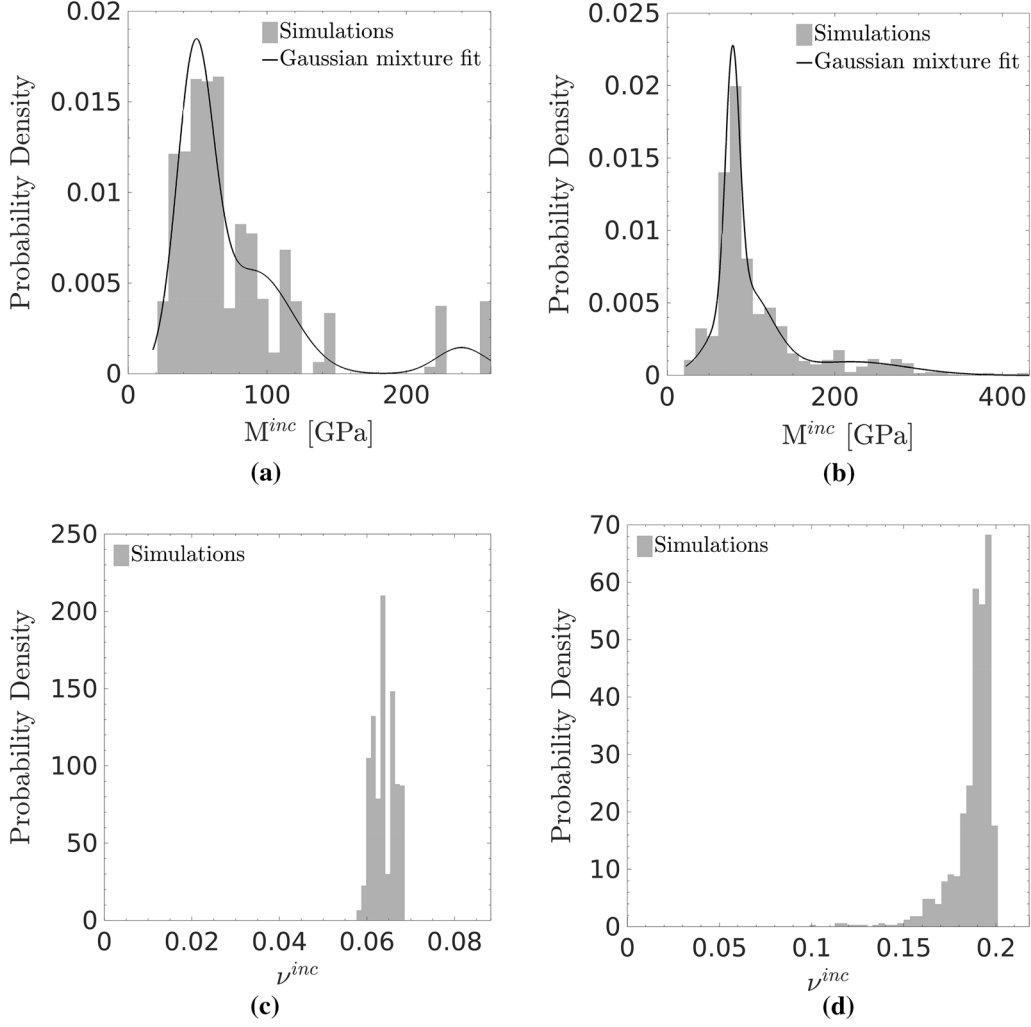 0.02
0.015
0.01
0.005
0
0
100
200
Probability Density
M^inc [GPa]
Simulations
Gaussian mixture fit
(a)
0.025
0.02
0.015
0.01
0.005
0
0
200
400
Probability Density
M^inc [GPa]
Simulations
Gaussian mixture fit
(b)
250
200
150
100
50
0
0
0.02
0.04
0.06
0.08
Probability Density
ν^inc
Simulations
(c)
70
60
50
40
30
20
10
0
0
0.05
0.1
0.15
0.2
Probability Density
ν^inc
Simulations
(d)